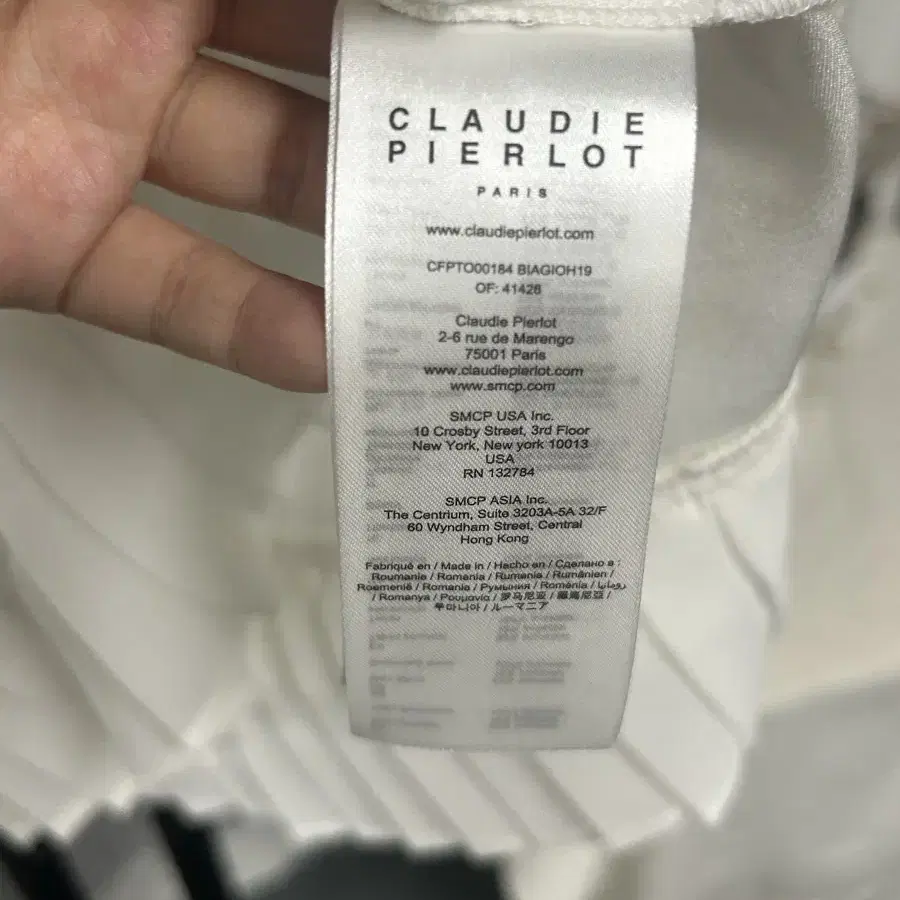 CLAUDIE
PIERLOT
PARIS
www.claudiepierlot.com
CFPTO00184 BIAGIOH19
OF: 41426
Claudie Pierlot
2-6 rue de Marengo
75001 Paris
www.claudiepierlot.com
www.smcp.com
SMCP USA Inc.
10 Crosby Street, 3rd Floor
New York, New york 10013
USA
RN 132784
SMCP ASIA Inc.
The Centrium, Suite 3203A-5A 32/F
60 Wyndham Street, Central
Hong Kong
Fabriqué en / Made in / Hecho en / Сделано в :
Roumanie / Romania / Rumania / Rumänien /
Roemenië / Romania / Румыния / Roménia / رومانيا
/ Romanya / Ρουμανία / 罗马尼亚 / 羅馬尼亞 /
루마니아 / ルーマニア